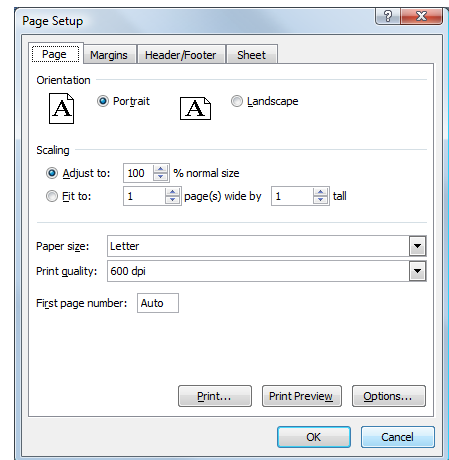 Page Setup
Page Margins Header/Footer Sheet
Orientation
A Portrait A Landscape
Scaling
Adjust to: 100 % normal size
Fit to: 1 page(s) wide by 1 tall
Paper size: Letter
Print quality: 600 dpi
First page number: Auto
Print... Print Preview Options...
OK Cancel